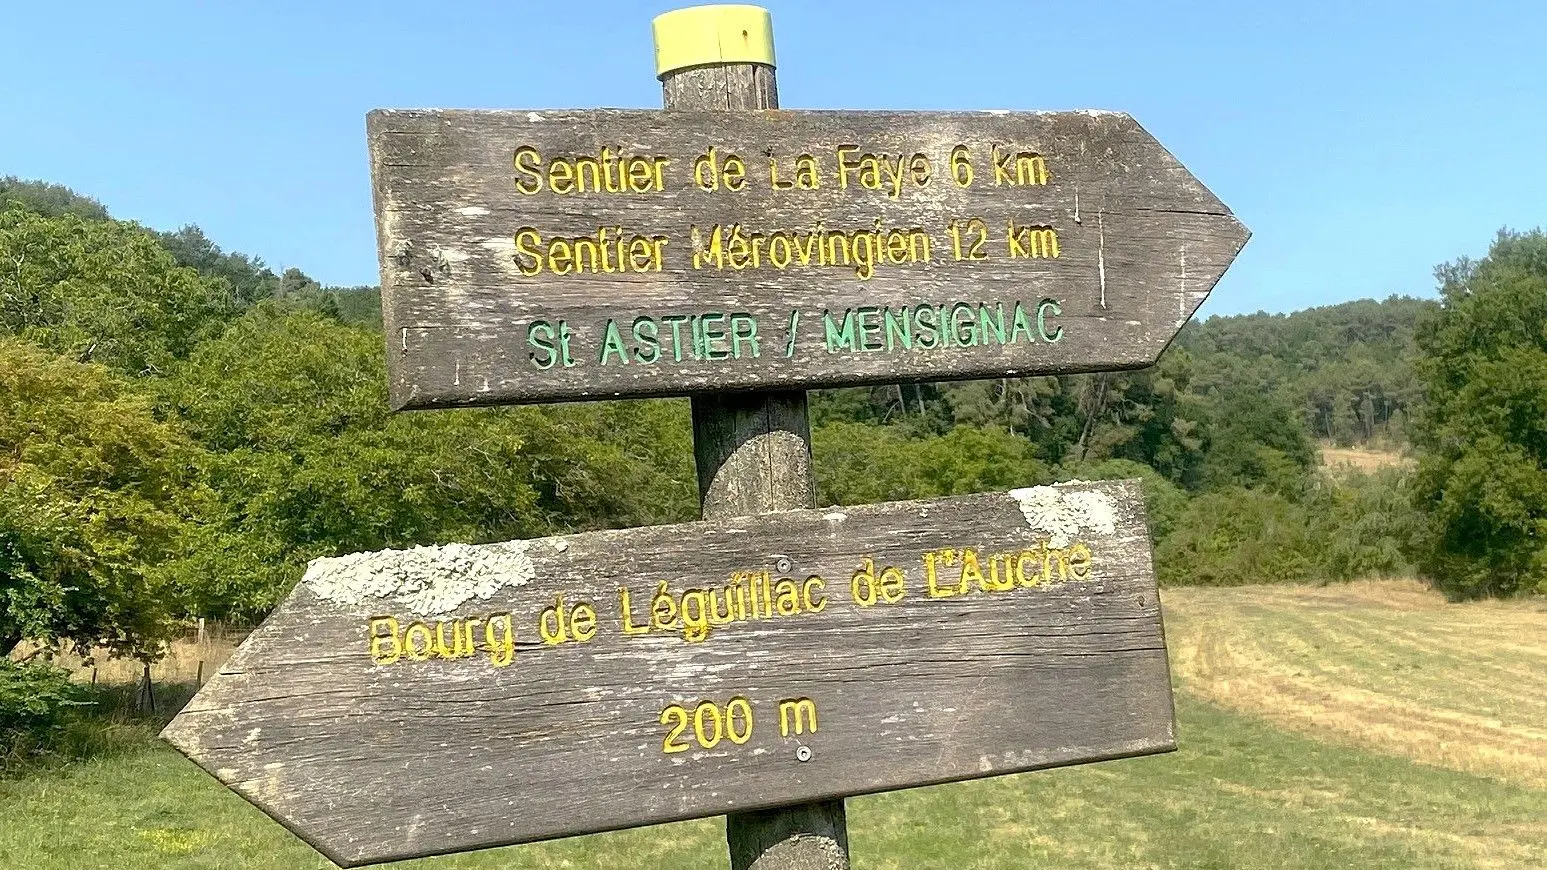 Sentier de La Faye 6 km
Sentier Mérovingien 12 km
St ASTIER / MENSIGNAC
Bourg de Léguillac de L'Auche
200 m